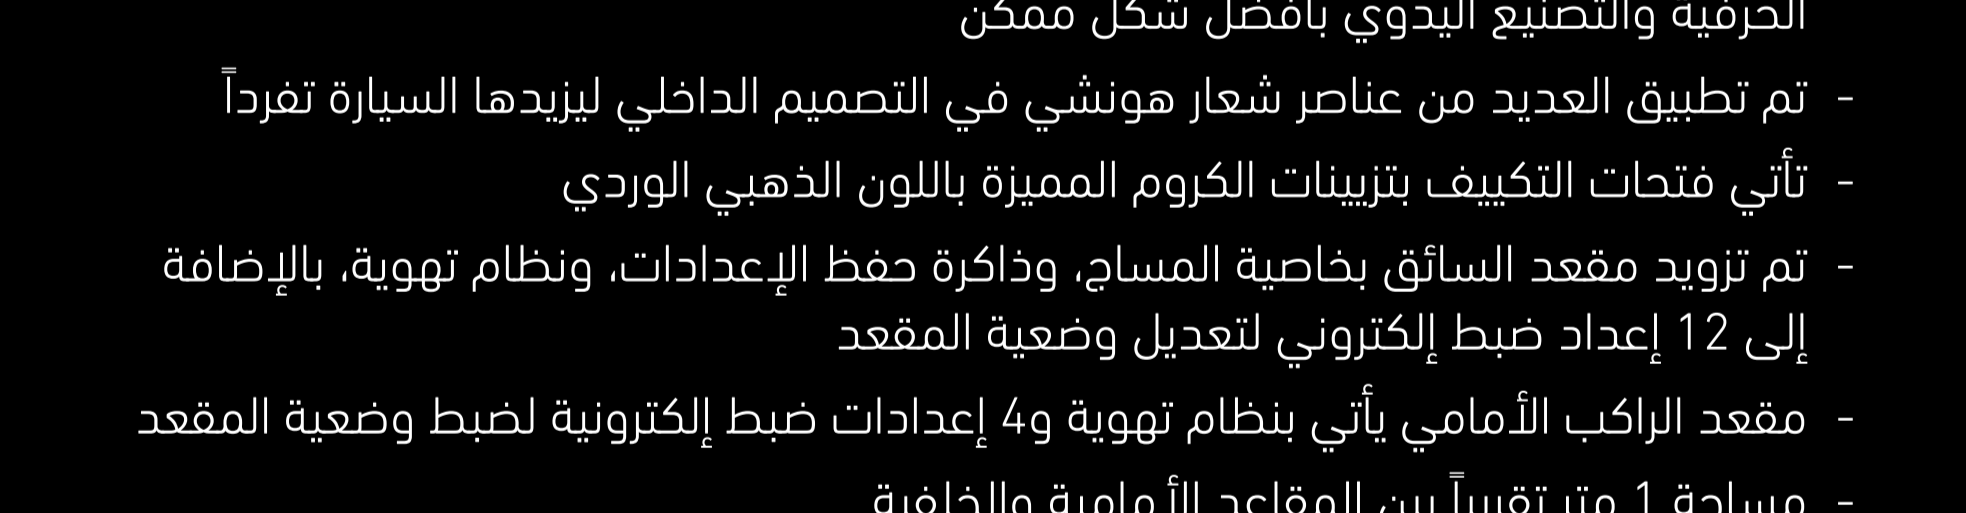 الحرفية والتصنيع اليدوي بأفضل شكل ممكن
- تم تطبيق العديد من عناصر شعار هونشي في التصميم الداخلي ليزيدها السيارة تفرداً
- تأتي فتحات التكييف بتزيينات الكروم المميزة باللون الذهبي الوردي
- تم تزويد مقعد السائق بخاصية المساج، وذاكرة حفظ الإعدادات، ونظام تهوية، بالإضافة
إلى 12 إعداد ضبط إلكتروني لتعديل وضعية المقعد
- مقعد الراكب الأمامي يأتي بنظام تهوية و4 إعدادات ضبط إلكترونية لضبط وضعية المقعد
- مساحة 1 متر تقريباً بين المقاعد الأمامية والخلفية